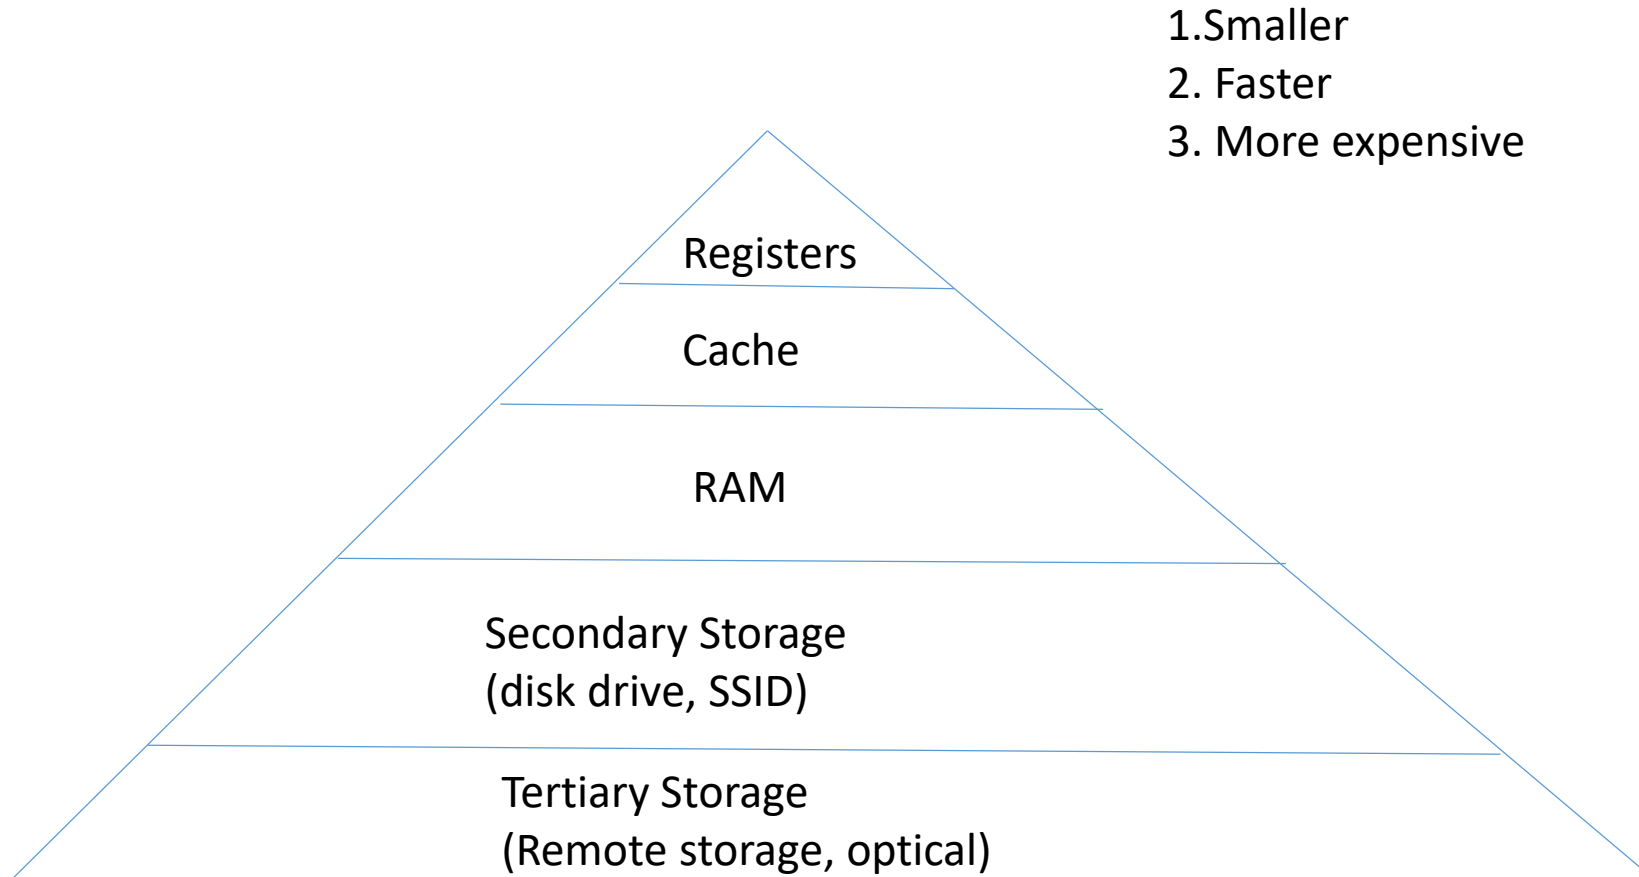 1.Smaller
2. Faster
3. More expensive
Registers
Cache
RAM
Secondary Storage
(disk drive, SSID)
Tertiary Storage
(Remote storage, optical)